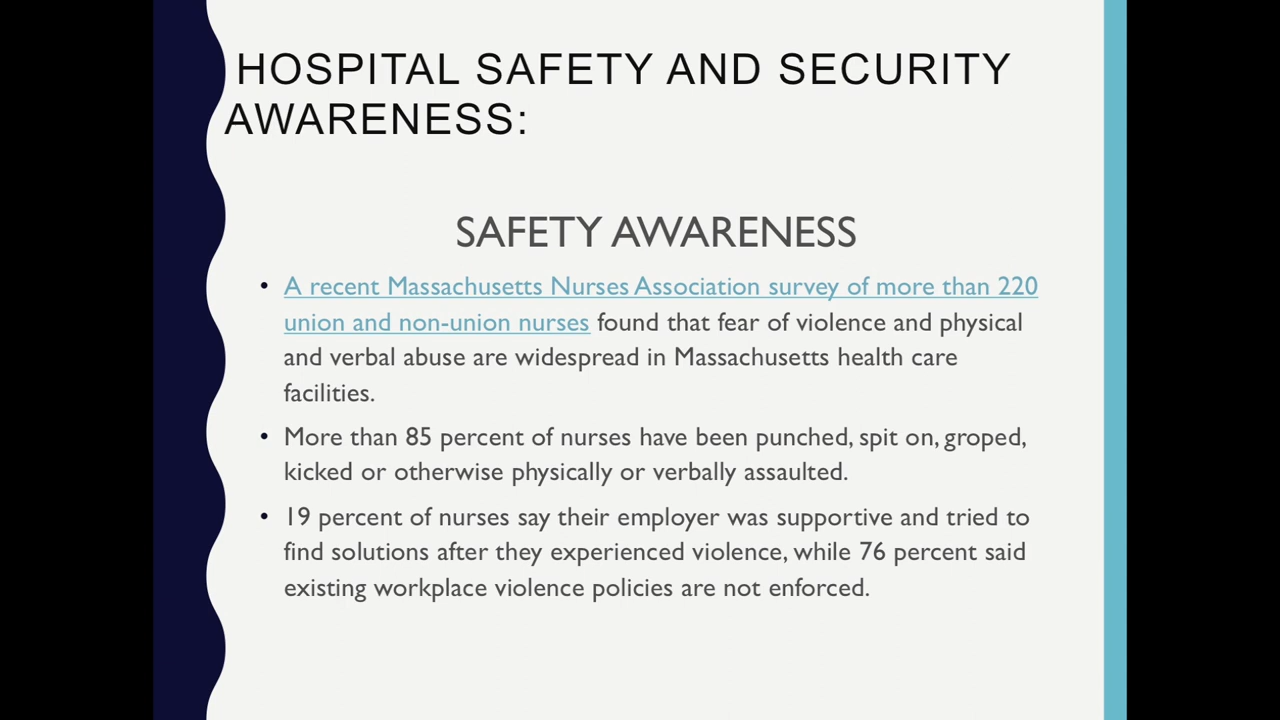 HOSPITAL SAFETY AND SECURITY
AWARENESS:
SAFETY AWARENESS
• A recent Massachusetts Nurses Association survey of more than 220
union and non-union nurses found that fear of violence and physical
and verbal abuse are widespread in Massachusetts health care
facilities.
• More than 85 percent of nurses have been punched, spit on, groped,
kicked or otherwise physically or verbally assaulted.
• 19 percent of nurses say their employer was supportive and tried to
find solutions after they experienced violence, while 76 percent said
existing workplace violence policies are not enforced.